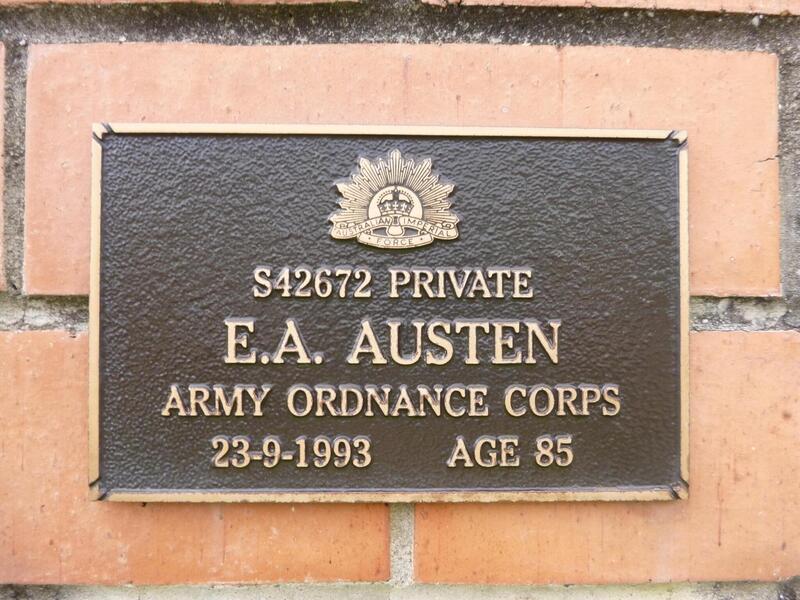 AUSTRALIAN IMPERIAL
FORCE
S42672 PRIVATE
E.A. AUSTEN
ARMY ORDNANCE CORPS
23-9-1993 AGE 85